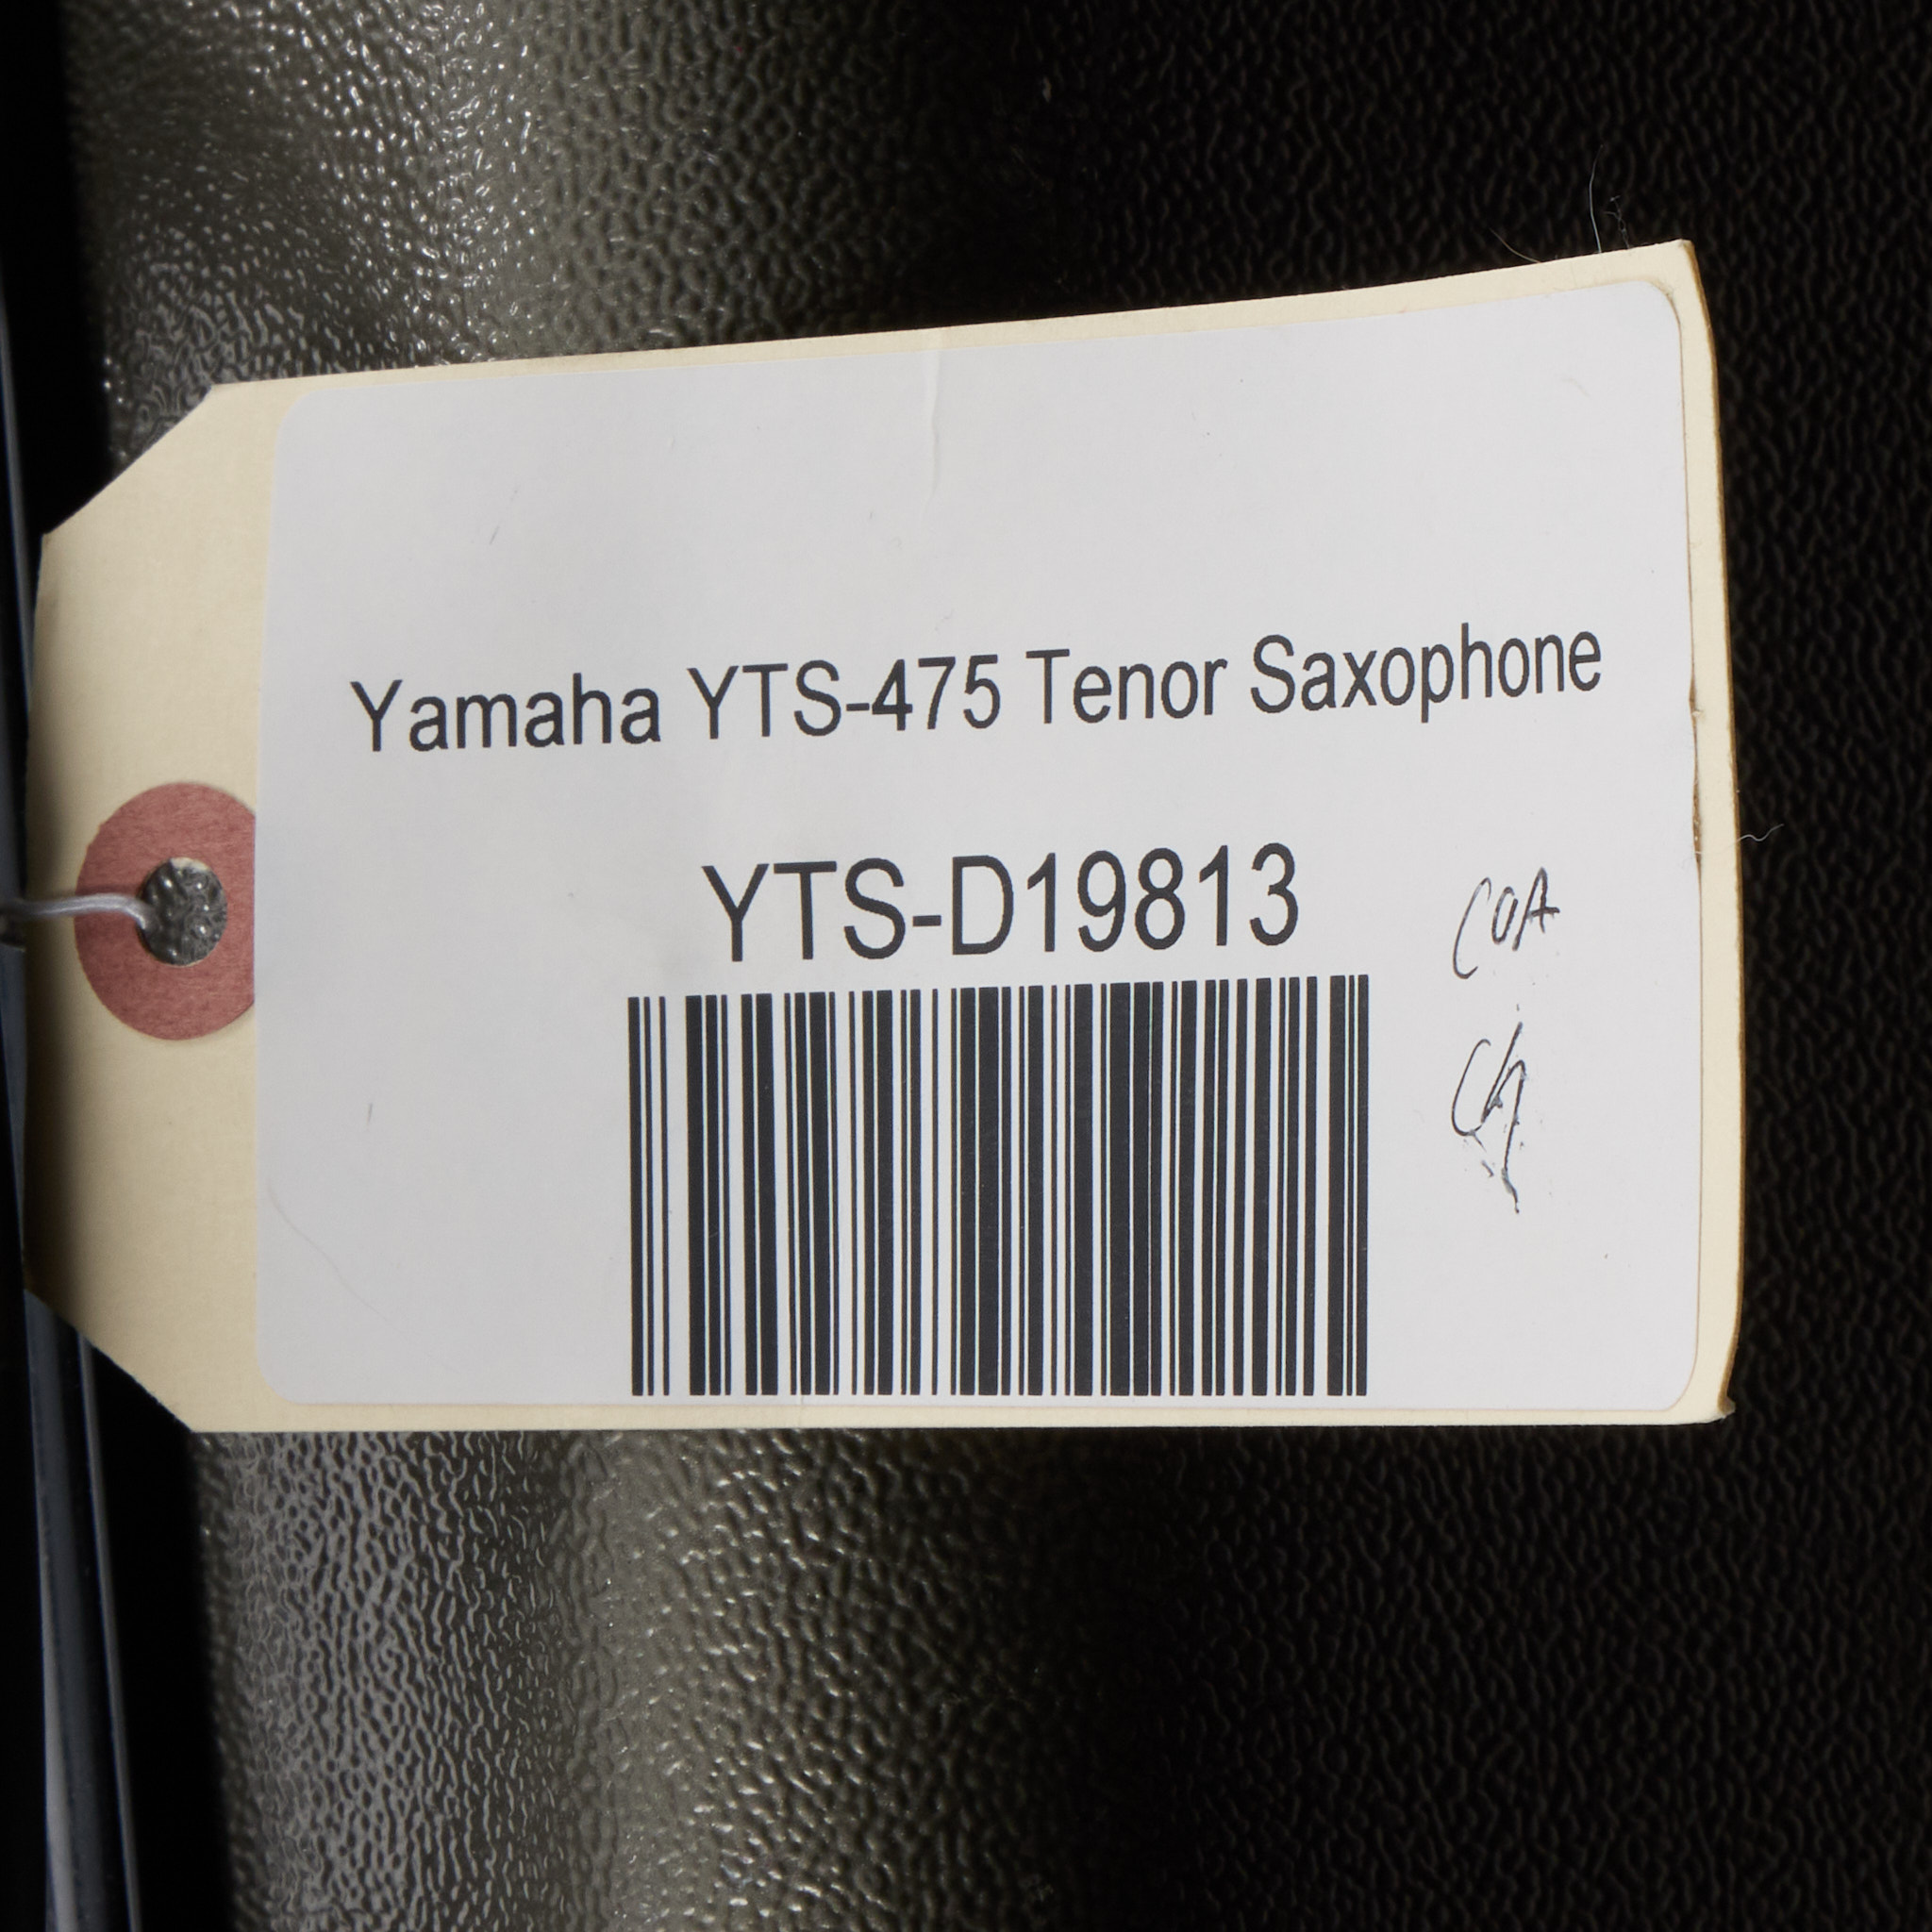 Yamaha YTS-475 Tenor Saxophone
YTS-D19813
COA